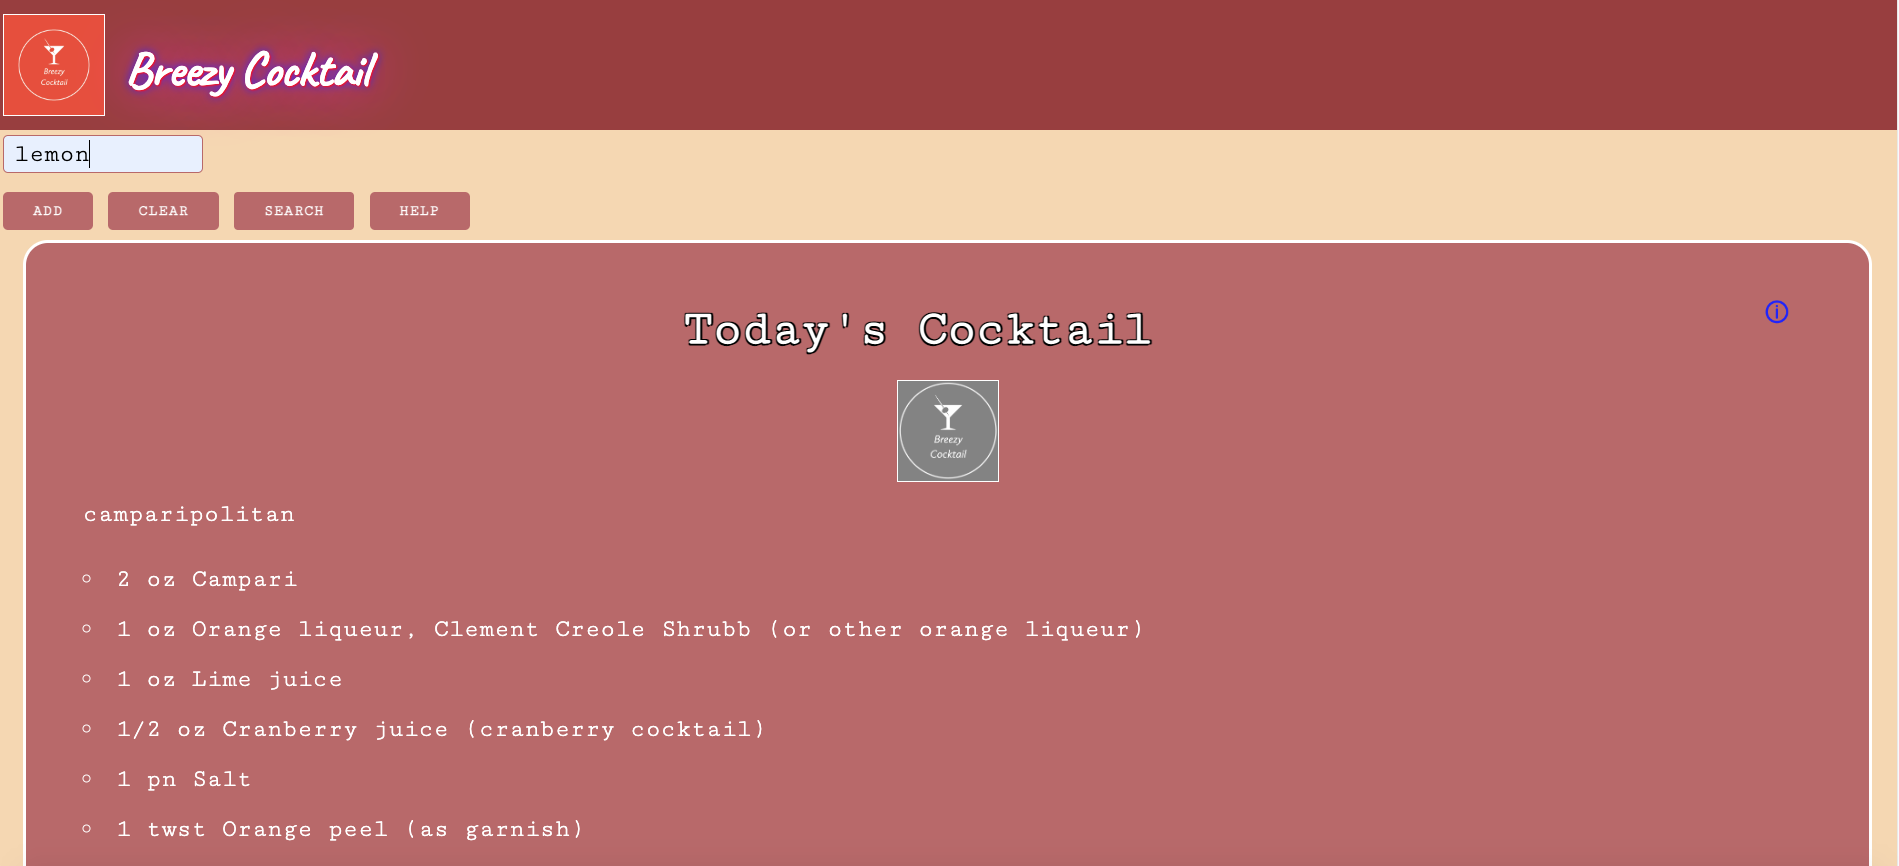 Breezy
Cocktail
Breezy Cocktail
lemon
ADD CLEAR SEARCH HELP
Today's Cocktail
Breezy
Cocktail
camparipolitan
2 oz Campari
1 oz Orange liqueur, Clement Creole Shrubb (or other orange liqueur)
1 oz Lime juice
1/2 oz Cranberry juice (cranberry cocktail)
1 pn Salt
1 twst Orange peel (as garnish)